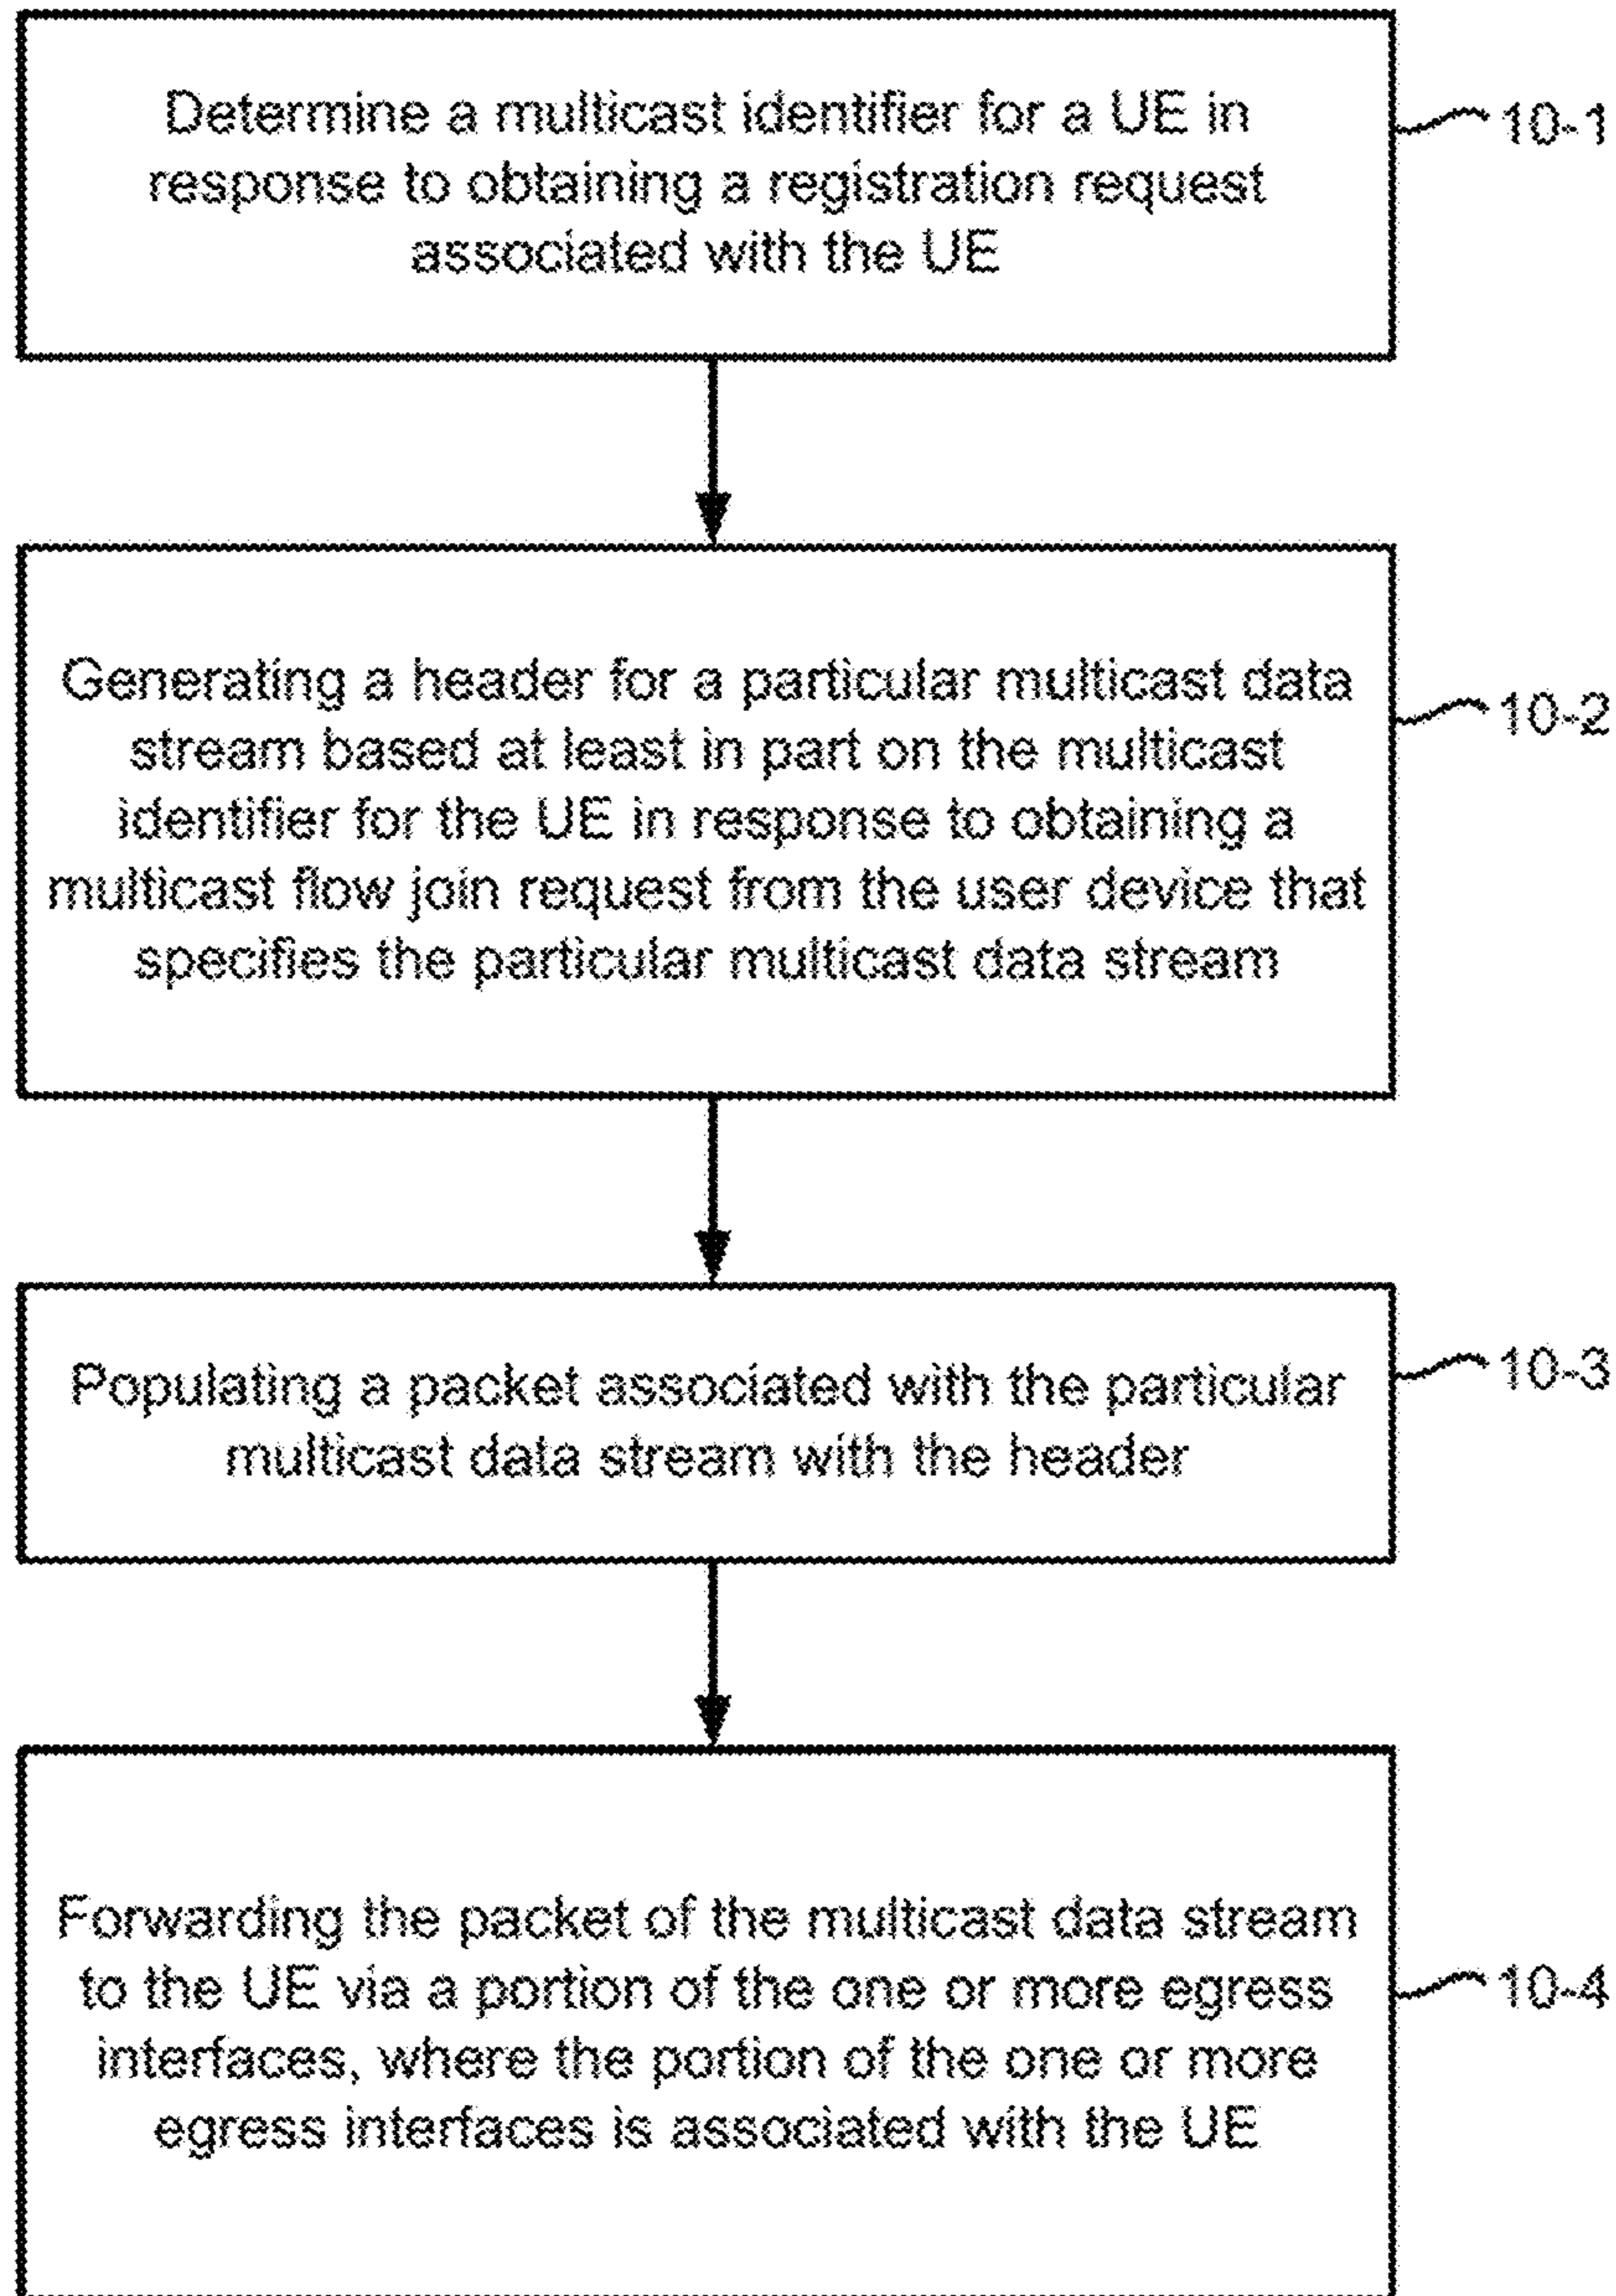 Determine a multicast identifier for a UE in
response to obtaining a registration request
associated with the UE
10-1
Generating a header for a particular multicast data
stream based at least in part on the multicast
identifier for the UE in response to obtaining a
multicast flow join request from the user device that
specifies the particular multicast data stream
10-2
Populating a packet associated with the particular
multicast data stream with the header
10-3
Forwarding the packet of the multicast data stream
to the UE via a portion of the one or more egress
interfaces, where the portion of the one or more
egress interfaces is associated with the UE
10-4